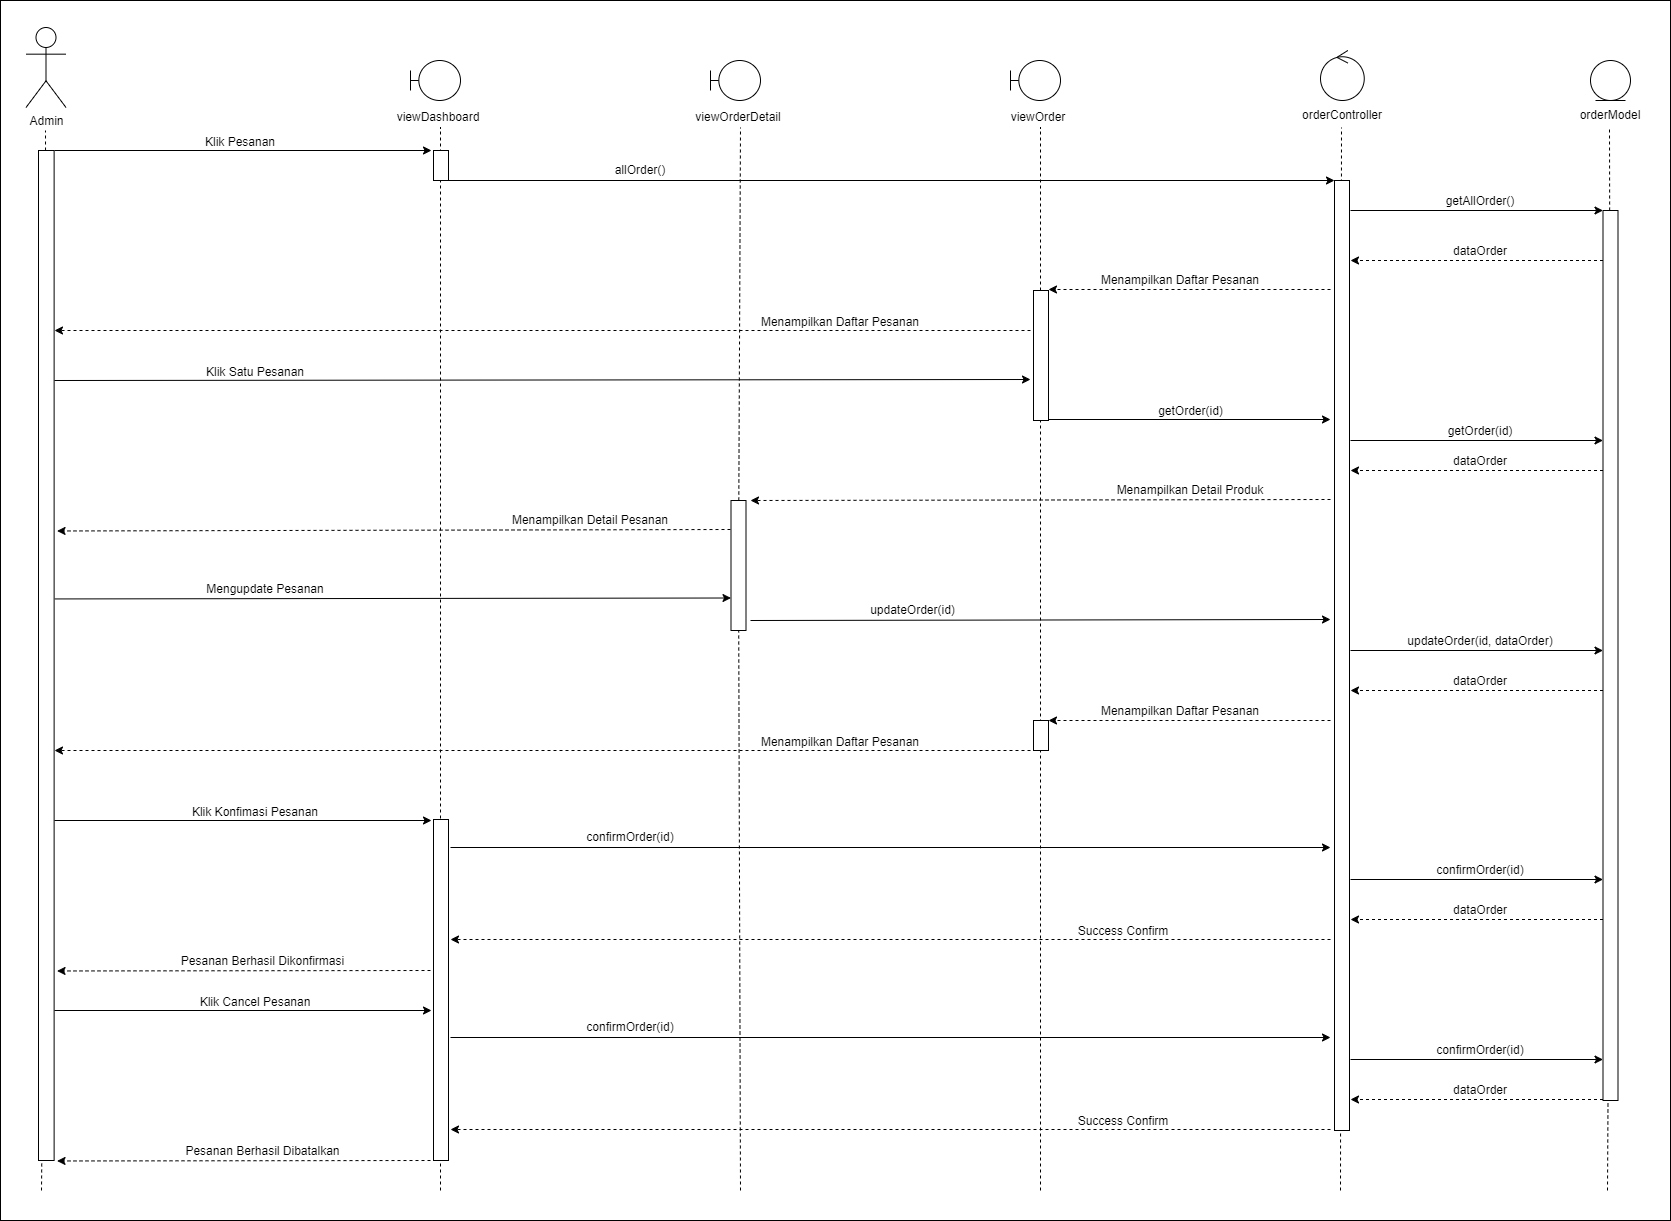 Admin
viewDashboard
viewOrderDetail
viewOrder
orderController
orderModel
Klik Pesanan
allOrder()
getAllOrder()
dataOrder
Menampilkan Daftar Pesanan
Menampilkan Daftar Pesanan
Klik Satu Pesanan
getOrder(id)
getOrder(id)
dataOrder
Menampilkan Detail Produk
Menampilkan Detail Pesanan
Mengupdate Pesanan
updateOrder(id)
updateOrder(id, dataOrder)
dataOrder
Menampilkan Daftar Pesanan
Menampilkan Daftar Pesanan
Klik Konfimasi Pesanan
confirmOrder(id)
confirmOrder(id)
dataOrder
Success Confirm
Pesanan Berhasil Dikonfirmasi
Klik Cancel Pesanan
confirmOrder(id)
confirmOrder(id)
dataOrder
Success Confirm
Pesanan Berhasil Dibatalkan